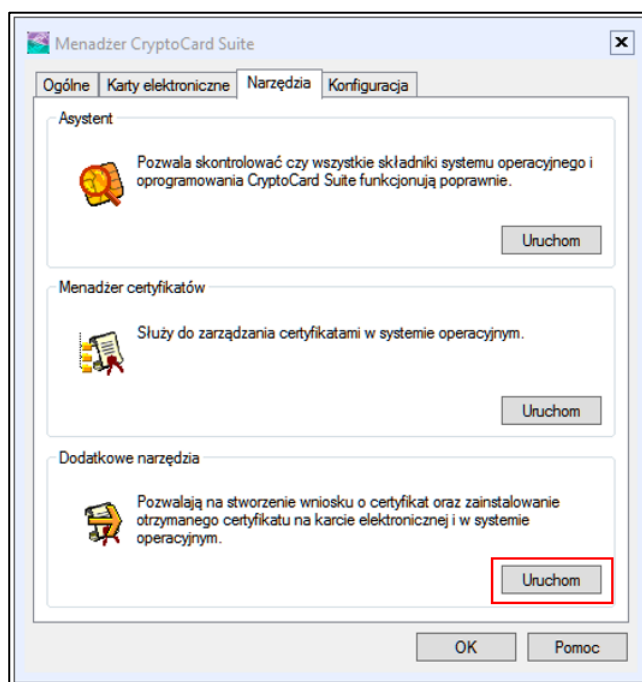 Menadżer CryptoCard Suite
Ogólne Karty elektroniczne Narzędzia Konfiguracja
Asystent
Pozwala skontrolować czy wszystkie składniki systemu operacyjnego i
oprogramowania CryptoCard Suite funkcjonują poprawnie.
Uruchom
Menadżer certyfikatów
Służy do zarządzania certyfikatami w systemie operacyjnym.
Uruchom
Dodatkowe narzędzia
Pozwalają na stworzenie wniosku o certyfikat oraz zainstalowanie
otrzymanego certyfikatu na karcie elektronicznej i w systemie
operacyjnym.
Uruchom
OK Pomoc